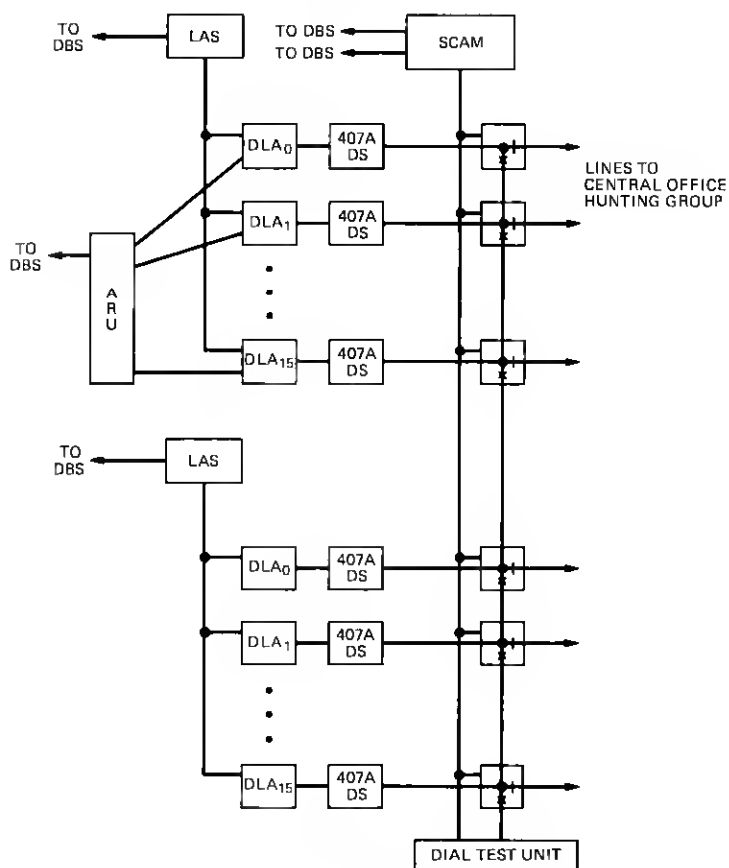 TO
DBS
LAS
TO DBS
TO DBS
SCAM
DLA0
407A
DS
LINES TO
CENTRAL OFFICE
HUNTING GROUP
DLA1
407A
DS
TO
DBS
ARU
DLA15
407A
DS
TO
DBS
LAS
DLA0
407A
DS
DLA1
407A
DS
DLA15
407A
DS
DIAL TEST UNIT